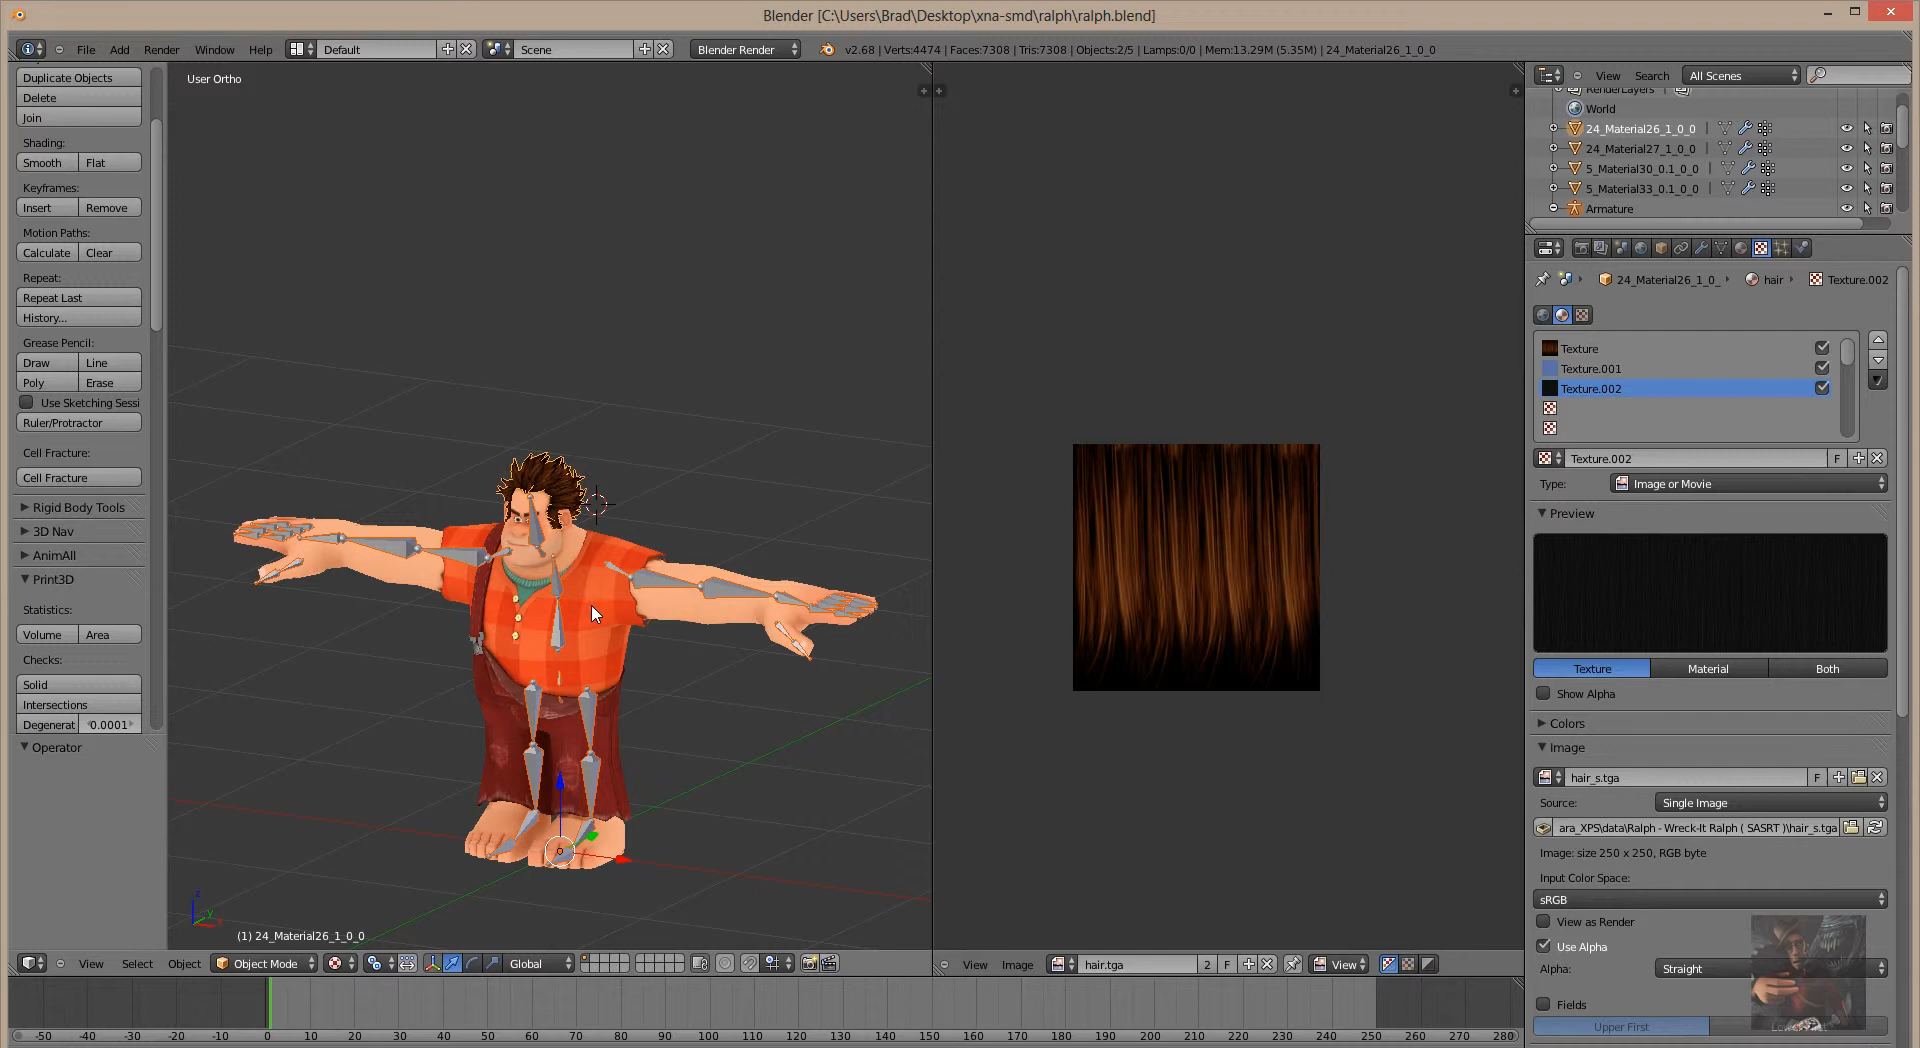 Blender [C:\Users\Brad\Desktop\xna-smd\ralph\ralph.blend]
File Add Render Window Help Default Scene Blender Render v2.68 | Verts:4474 | Faces:7308 | Tris:7308 | Objects:2/5 | Lamps:0/0 | Mem:13.29M (5.35M) | 24_Material26_1_0_0
Duplicate Objects
Delete
Join
Shading:
Smooth Flat
Keyframes:
Insert Remove
Motion Paths:
Calculate Clear
Repeat:
Repeat Last
History...
Grease Pencil:
Draw Line
Poly Erase
Use Sketching Sessi
Ruler/Protractor
Cell Fracture:
Cell Fracture
Rigid Body Tools
3D Nav
AnimAll
Print3D
Statistics:
Volume Area
Checks:
Solid
Intersections
Degenerat 0.0001
Operator
User Ortho
z
y
(1) 24_Material26_1_0_0
View Select Object Object Mode Global
View Image hair.tga 2 F View
-50 -40 -30 -20 -10 0 10 20 30 40 50 60 70 80 90 100 110 120 130 140 150 160 170 180 190 200 210 220 230 240 250 260 270 280
View Search All Scenes
RenderLayers
World
24_Material26_1_0_0
24_Material27_1_0_0
5_Material30_0.1_0_0
5_Material33_0.1_0_0
Armature
24_Material26_1_0_ hair Texture.002
Texture
Texture.001
Texture.002
Texture.002 F
Type: Image or Movie
Preview
Texture Material Both
Show Alpha
Colors
Image
hair_s.tga F
Source: Single Image
ara_XPS\data\Ralph - Wreck-It Ralph ( SASRT )\hair_s.tga
Image: size 250 x 250, RGB byte
Input Color Space:
sRGB
View as Render
Use Alpha
Alpha: Straight
Fields
Upper First